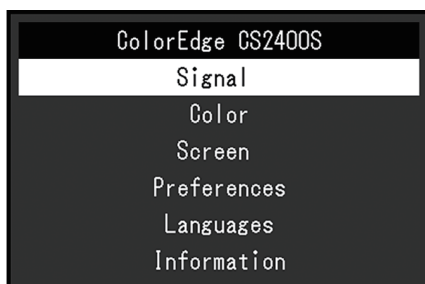 ColorEdge CS2400S
Signal
Color
Screen
Preferences
Languages
Information